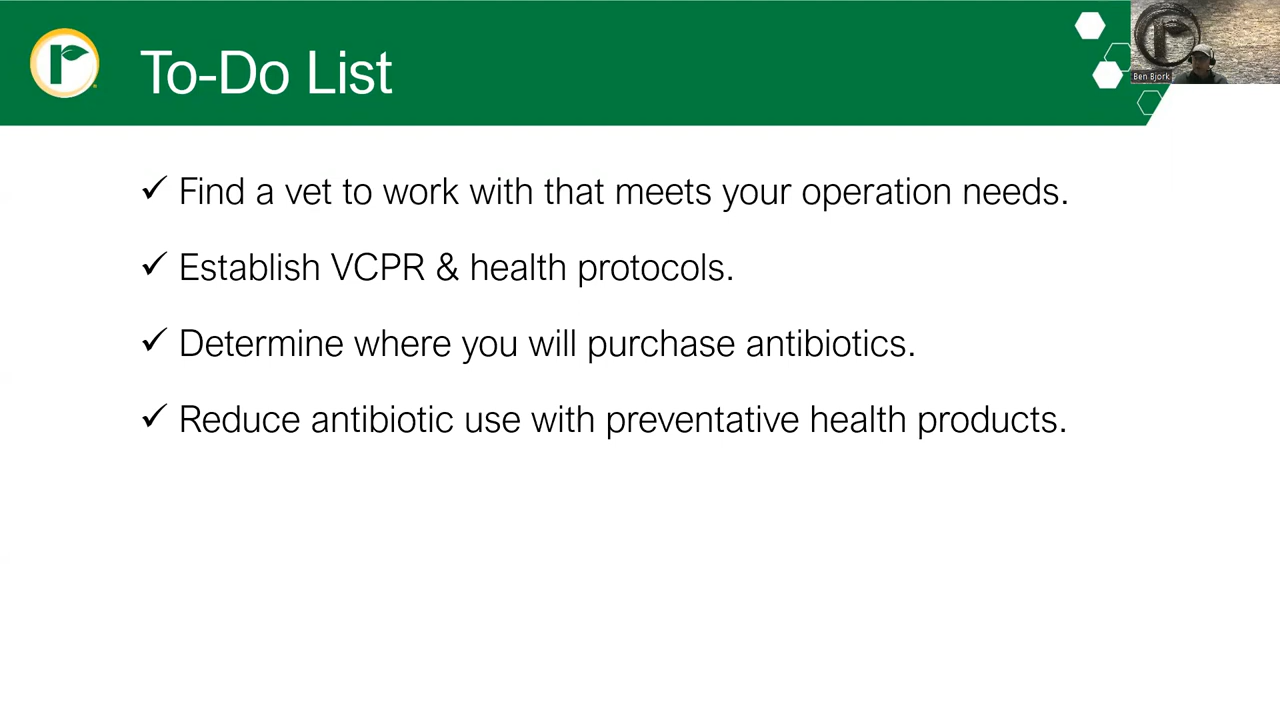 To-Do List
Ben Bjork
✓ Find a vet to work with that meets your operation needs.
✓ Establish VCPR & health protocols.
✓ Determine where you will purchase antibiotics.
✓ Reduce antibiotic use with preventative health products.